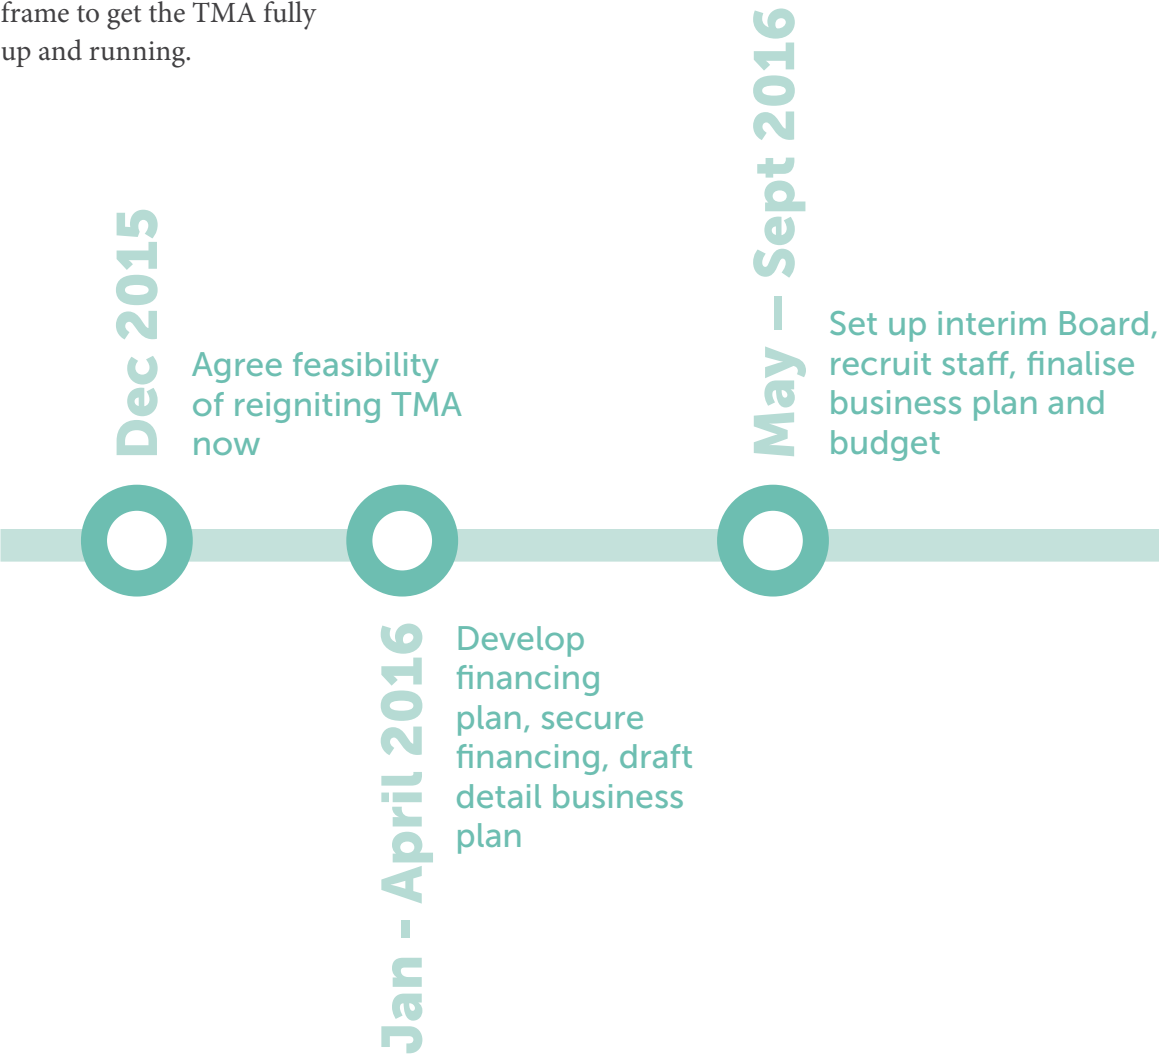 frame to get the TMA fully
up and running.
Dec 2015
Agree feasibility
of reigniting TMA
now
Jan - April 2016
Develop
financing
plan, secure
financing, draft
detail business
plan
May — Sept 2016
Set up interim Board,
recruit staff, finalise
business plan and
budget